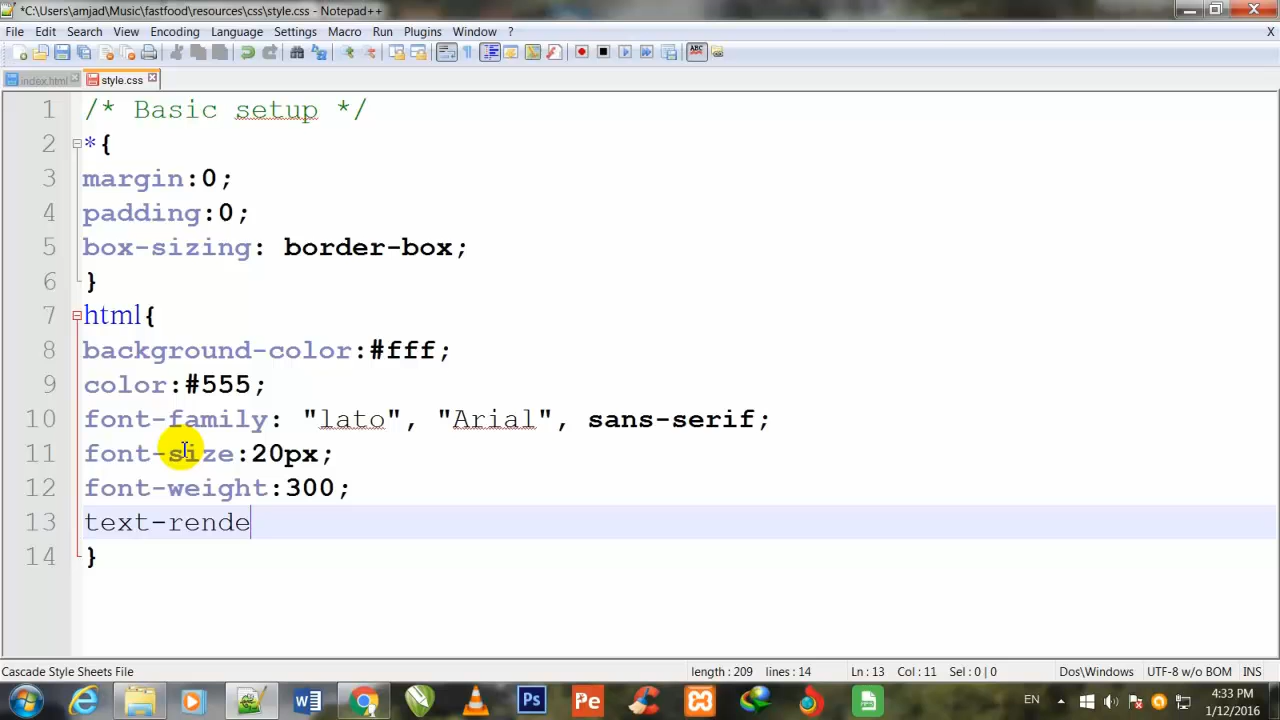 *C:\Users\amjad\Music\fastfood\resources\css\style.css - Notepad++
File Edit Search View Encoding Language Settings Macro Run Plugins Window ? X
index.html style.css
1 /* Basic setup */
2 *{
3 margin:0;
4 padding:0;
5 box-sizing: border-box;
6 }
7 html{
8 background-color:#fff;
9 color:#555;
10 font-family: "lato", "Arial", sans-serif;
11 font-size:20px;
12 font-weight:300;
13 text-rende
14 }
Cascade Style Sheets File length : 209 lines : 14 Ln : 13 Col : 11 Sel : 0 | 0 Dos\Windows UTF-8 w/o BOM INS
W Ps Pe EN 4:33 PM
1/12/2016